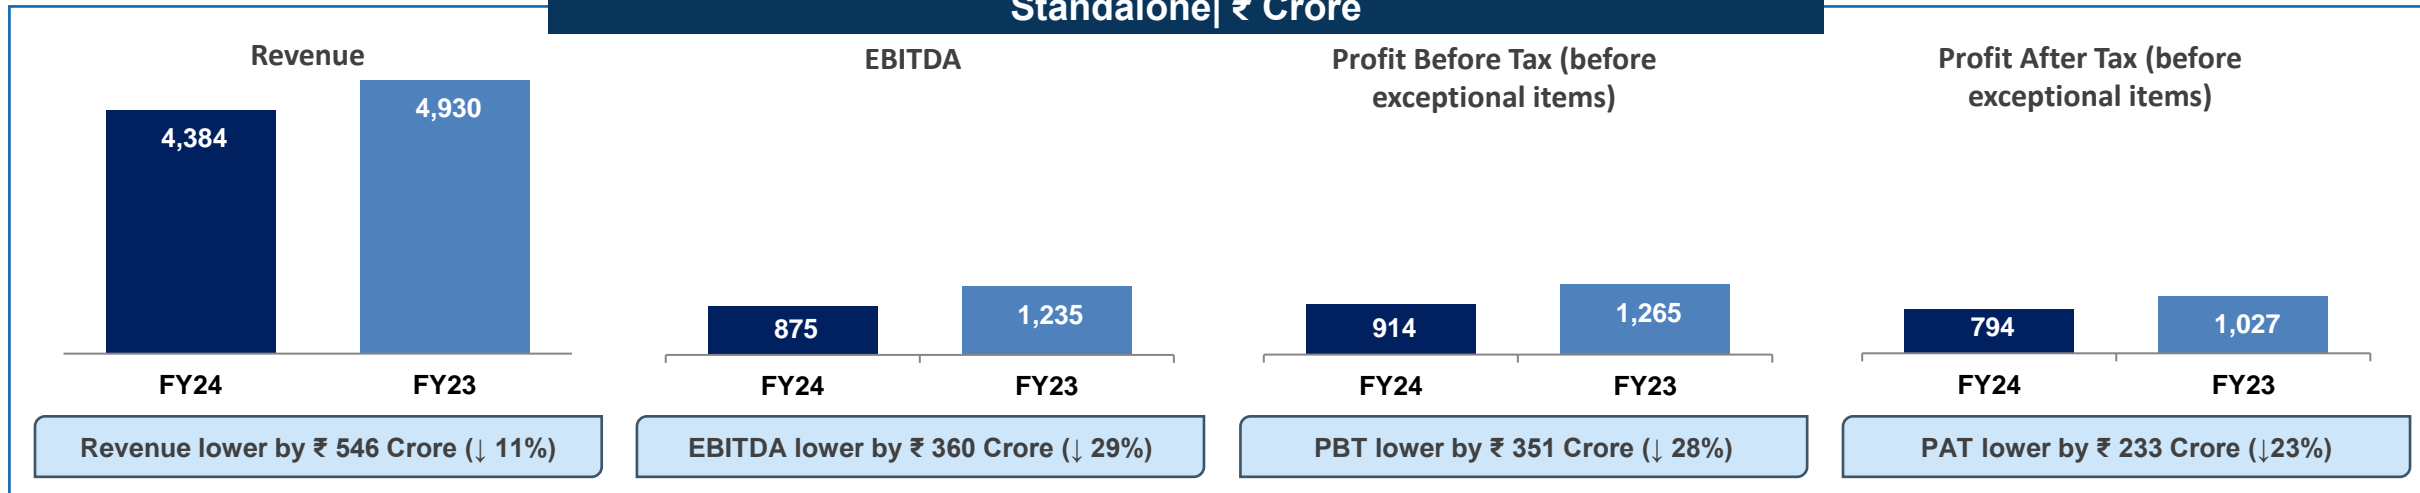 Standalone| ₹ Crore
Revenue
4,384
4,930
FY24
FY23
Revenue lower by ₹ 546 Crore (↓ 11%)
EBITDA
875
1,235
FY24
FY23
EBITDA lower by ₹ 360 Crore (↓ 29%)
Profit Before Tax (before
exceptional items)
914
1,265
FY24
FY23
PBT lower by ₹ 351 Crore (↓ 28%)
Profit After Tax (before
exceptional items)
794
1,027
FY24
FY23
PAT lower by ₹ 233 Crore (↓23%)